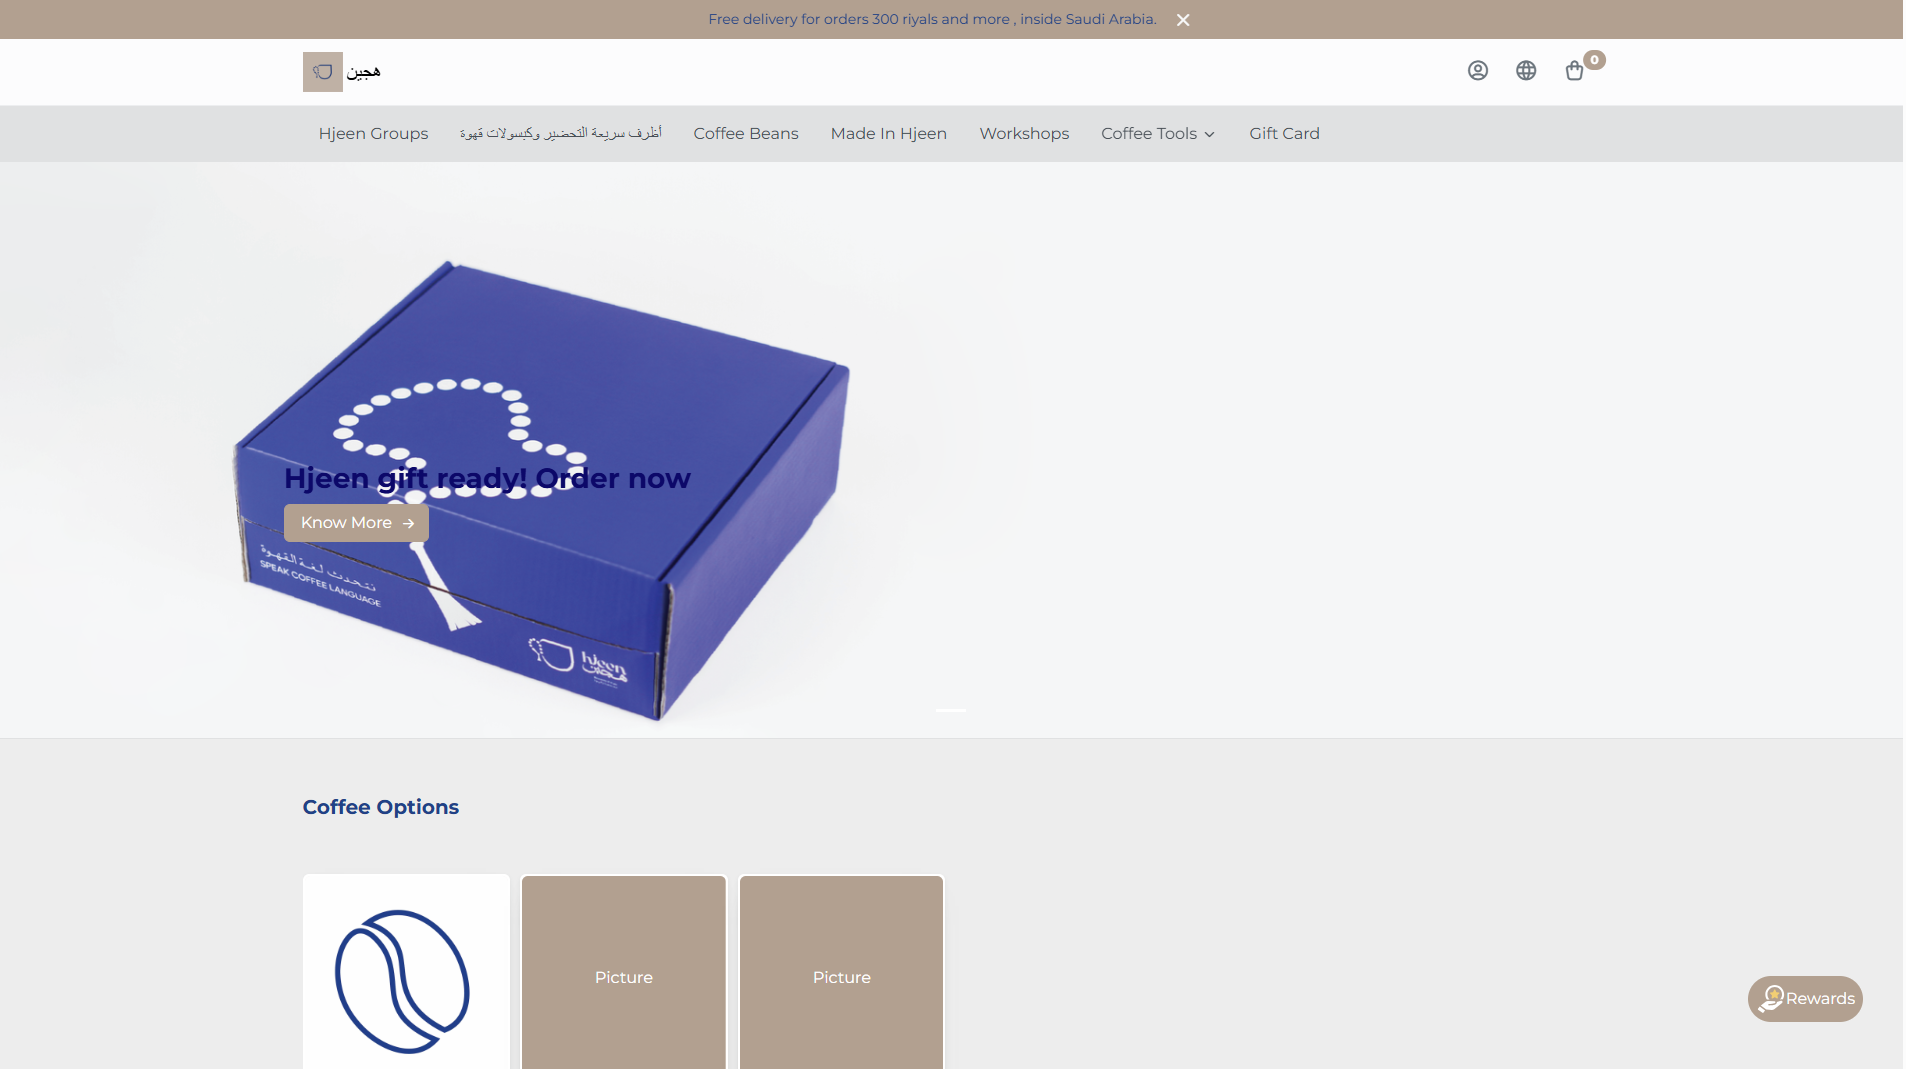 Free delivery for orders 300 riyals and more , inside Saudi Arabia.
هجين
0
Hjeen Groups
أظرف سريعة التحضير وكبسولات قهوة
Coffee Beans
Made In Hjeen
Workshops
Coffee Tools
Gift Card
Hjeen gift ready! Order now
Know More
نتحدث لغة القهوة
SPEAK COFFEE LANGUAGE
hjeen
هجين
Coffee Options
Picture
Picture
Rewards